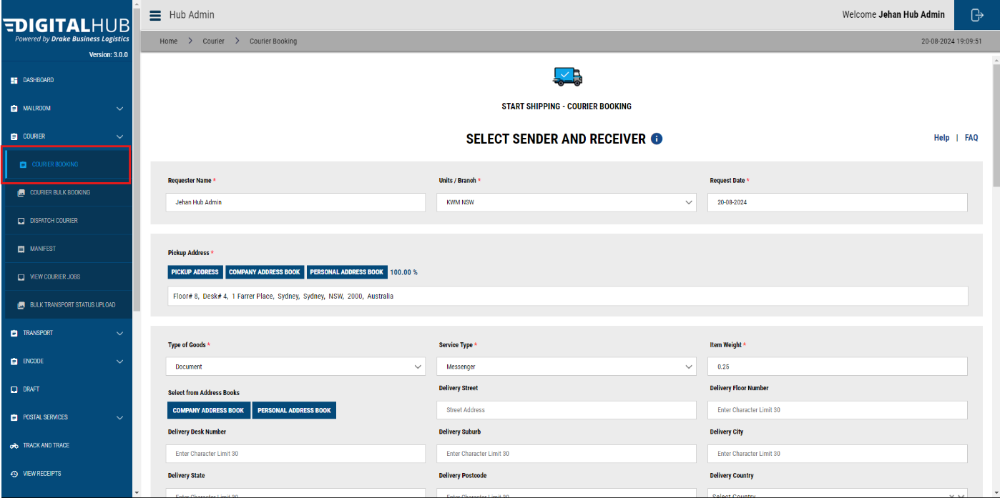 DIGITALHUB
Powered by Drake Business Logistics
Version: 3.0.0
DASHBOARD
MAILROOM
COURIER
COURIER BOOKING
COURIER BULK BOOKING
DISPATCH COURIER
MANIFEST
VIEW COURIER JOBS
BULK TRANSPORT STATUS UPLOAD
TRANSPORT
ENCODE
DRAFT
POSTAL SERVICES
TRACK AND TRACE
VIEW RECEIPTS
Hub Admin
Welcome Jehan Hub Admin
Home > Courier > Courier Booking
20-08-2024 19:09:51
START SHIPPING - COURIER BOOKING
SELECT SENDER AND RECEIVER
Help | FAQ
Requester Name * Units / Branch * Request Date *
Jehan Hub Admin KWM NSW 20-08-2024
Pickup Address *
PICKUP ADDRESS COMPANY ADDRESS BOOK PERSONAL ADDRESS BOOK 100.00 %
Floor# 8, Desk# 4, 1 Farrer Place, Sydney, Sydney, NSW, 2000, Australia
Type of Goods * Service Type * Item Weight *
Document Messenger 0.25
Select from Address Books Delivery Street Delivery Floor Number
COMPANY ADDRESS BOOK PERSONAL ADDRESS BOOK Street Address Enter Character Limit 30
Delivery Desk Number Delivery Suburb Delivery City
Enter Character Limit 30 Enter Character Limit 30 Enter Character Limit 30
Delivery State Delivery Postcode Delivery Country
Enter Character Limit 30 Enter Character Limit 30 Select Country